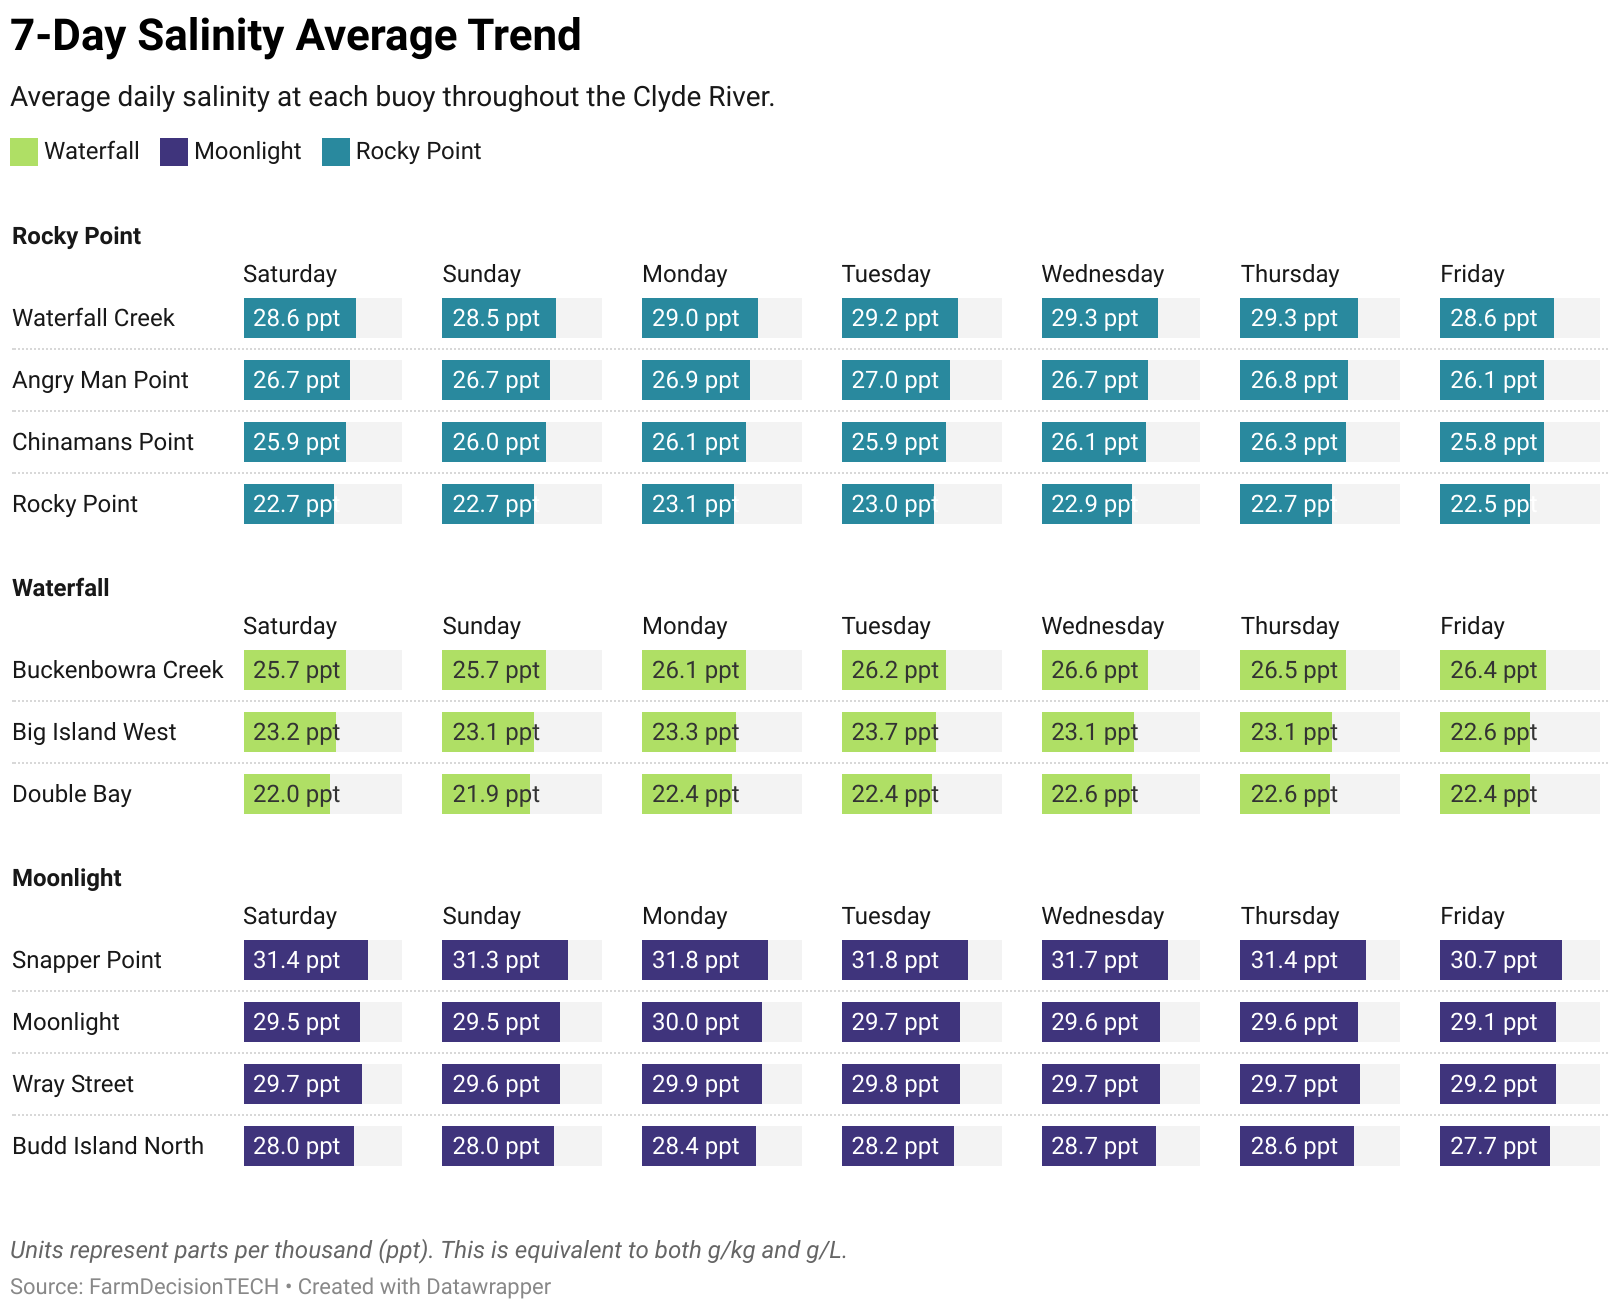 7-Day Salinity Average Trend
Average daily salinity at each buoy throughout the Clyde River.
Waterfall Moonlight Rocky Point
Rocky Point
Saturday Sunday Monday Tuesday Wednesday Thursday Friday
Waterfall Creek 28.6 ppt 28.5 ppt 29.0 ppt 29.2 ppt 29.3 ppt 29.3 ppt 28.6 ppt
Angry Man Point 26.7 ppt 26.7 ppt 26.9 ppt 27.0 ppt 26.7 ppt 26.8 ppt 26.1 ppt
Chinamans Point 25.9 ppt 26.0 ppt 26.1 ppt 25.9 ppt 26.1 ppt 26.3 ppt 25.8 ppt
Rocky Point 22.7 ppt 22.7 ppt 23.1 ppt 23.0 ppt 22.9 ppt 22.7 ppt 22.5 ppt
Waterfall
Saturday Sunday Monday Tuesday Wednesday Thursday Friday
Buckenbowra Creek 25.7 ppt 25.7 ppt 26.1 ppt 26.2 ppt 26.6 ppt 26.5 ppt 26.4 ppt
Big Island West 23.2 ppt 23.1 ppt 23.3 ppt 23.7 ppt 23.1 ppt 23.1 ppt 22.6 ppt
Double Bay 22.0 ppt 21.9 ppt 22.4 ppt 22.4 ppt 22.6 ppt 22.6 ppt 22.4 ppt
Moonlight
Saturday Sunday Monday Tuesday Wednesday Thursday Friday
Snapper Point 31.4 ppt 31.3 ppt 31.8 ppt 31.8 ppt 31.7 ppt 31.4 ppt 30.7 ppt
Moonlight 29.5 ppt 29.5 ppt 30.0 ppt 29.7 ppt 29.6 ppt 29.6 ppt 29.1 ppt
Wray Street 29.7 ppt 29.6 ppt 29.9 ppt 29.8 ppt 29.7 ppt 29.7 ppt 29.2 ppt
Budd Island North 28.0 ppt 28.0 ppt 28.4 ppt 28.2 ppt 28.7 ppt 28.6 ppt 27.7 ppt
Units represent parts per thousand (ppt). This is equivalent to both g/kg and g/L.
Source: FarmDecisionTECH • Created with Datawrapper